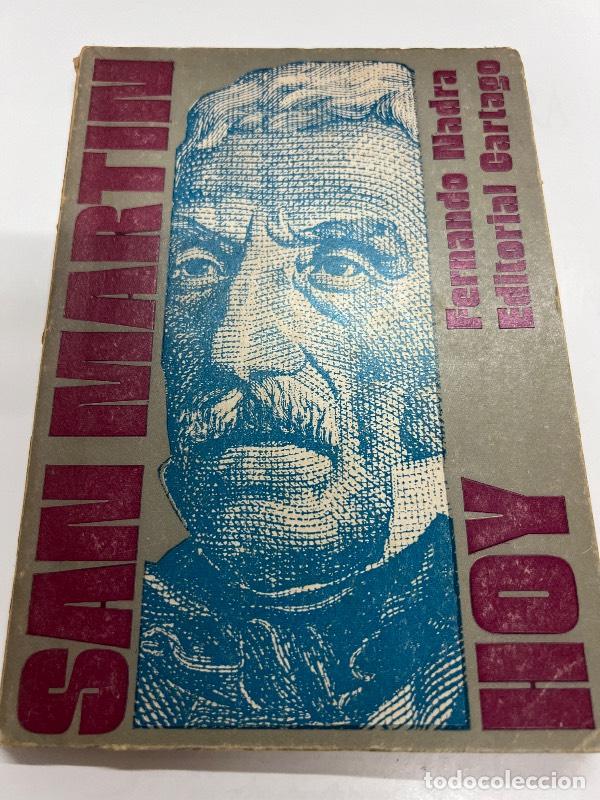 SAN MARTIN
HOY
Fernando Nadra
Editorial Cartago
todocoleccion